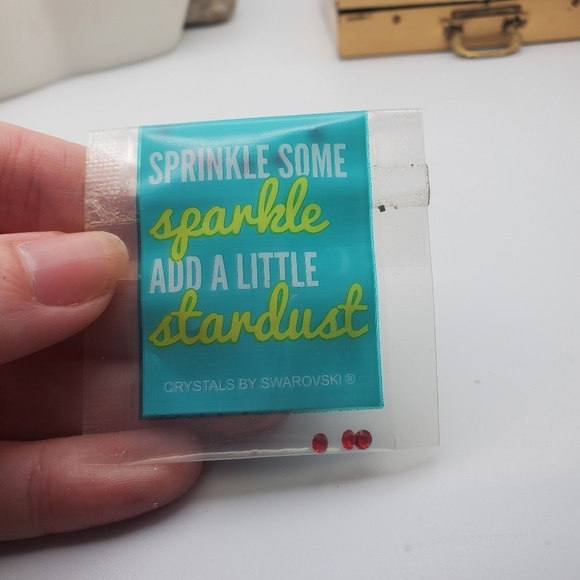 SPRINKLE SOME
sparkle
ADD A LITTLE
stardust
CRYSTALS BY SWAROVSKI ®